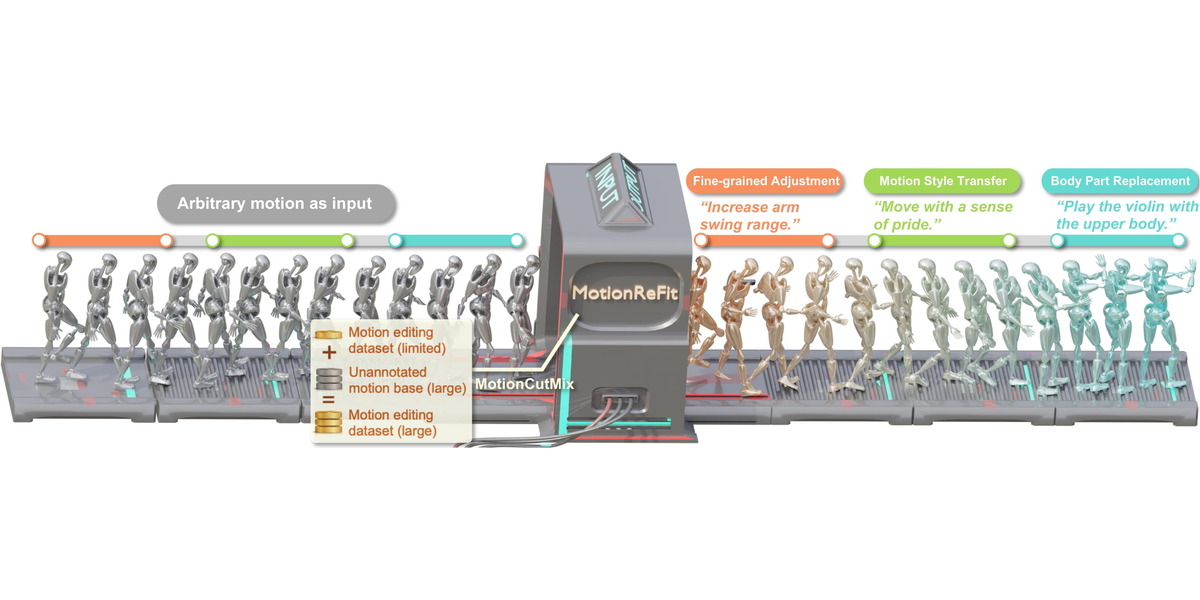 Arbitrary motion as input
INPUT
OUTPUT
MotionReFit
Motion editing
dataset (limited)
+
Unannotated
motion base (large)
=
Motion editing
dataset (large)
MotionCutMix
Fine-grained Adjustment
“Increase arm
swing range.”
Motion Style Transfer
“Move with a sense
of pride.”
Body Part Replacement
“Play the violin with
the upper body.”